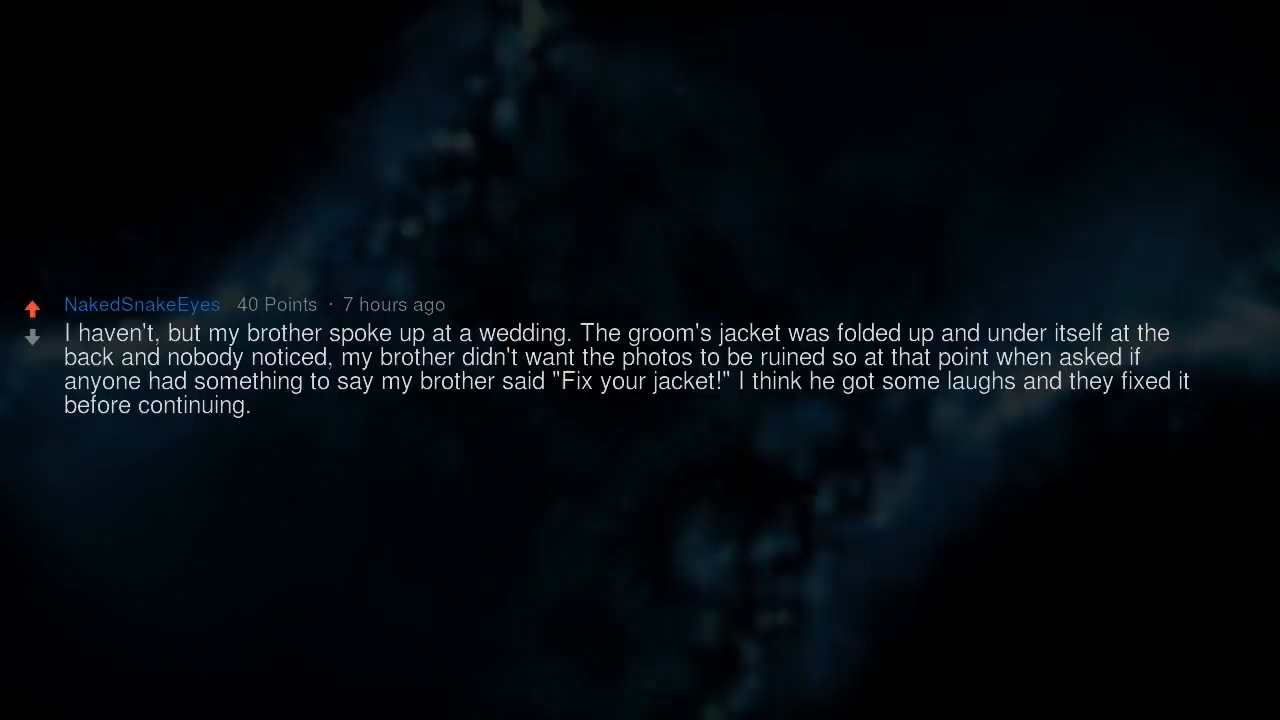 NakedSnakeEyes 40 Points · 7 hours ago
I haven't, but my brother spoke up at a wedding. The groom's jacket was folded up and under itself at the
back and nobody noticed, my brother didn't want the photos to be ruined so at that point when asked if
anyone had something to say my brother said "Fix your jacket!" I think he got some laughs and they fixed it
before continuing.